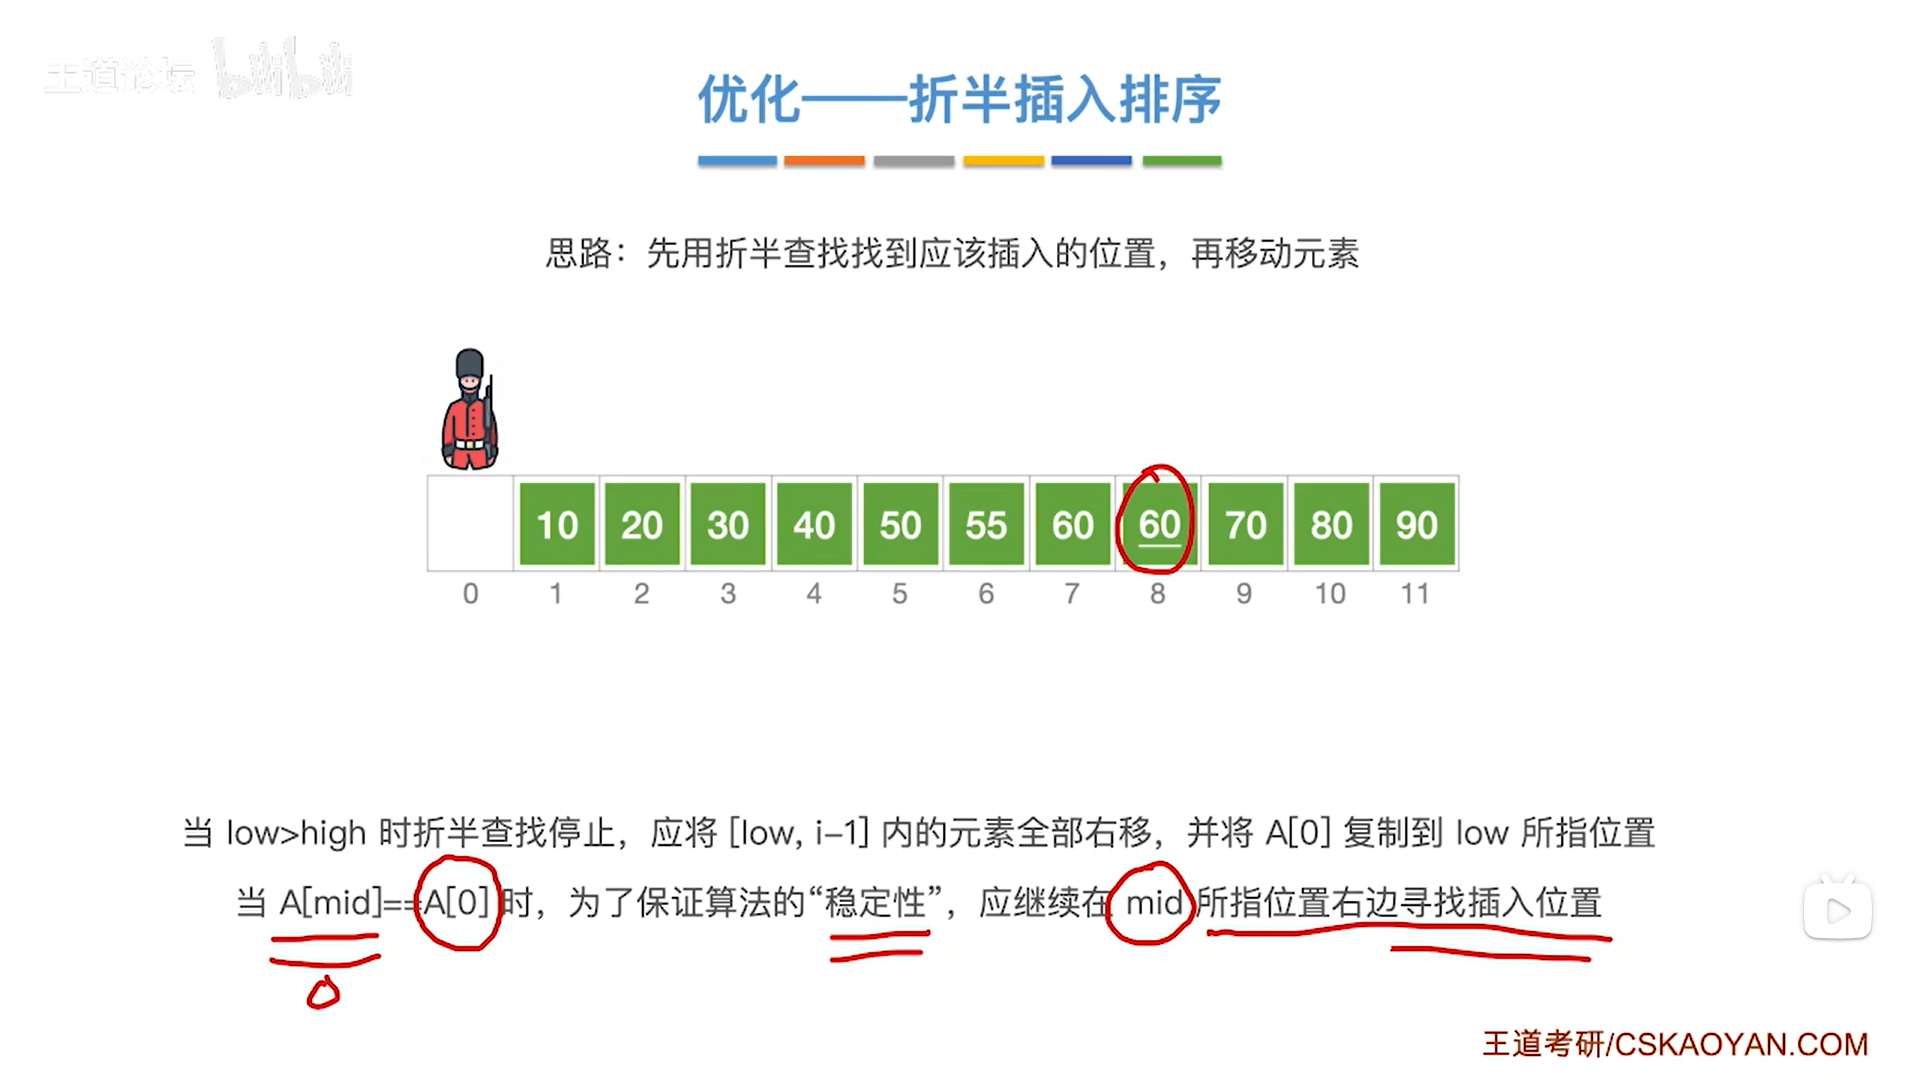 王道论坛 bilibili
优化——折半插入排序
思路：先用折半查找找到应该插入的位置，再移动元素
10 20 30 40 50 55 60 60 70 80 90
0 1 2 3 4 5 6 7 8 9 10 11
当 low>high 时折半查找停止，应将 [low, i-1] 内的元素全部右移，并将 A[0] 复制到 low 所指位置
当 A[mid]==A[0] 时，为了保证算法的“稳定性”，应继续在 mid 所指位置右边寻找插入位置
王道考研/CSKAOYAN.COM